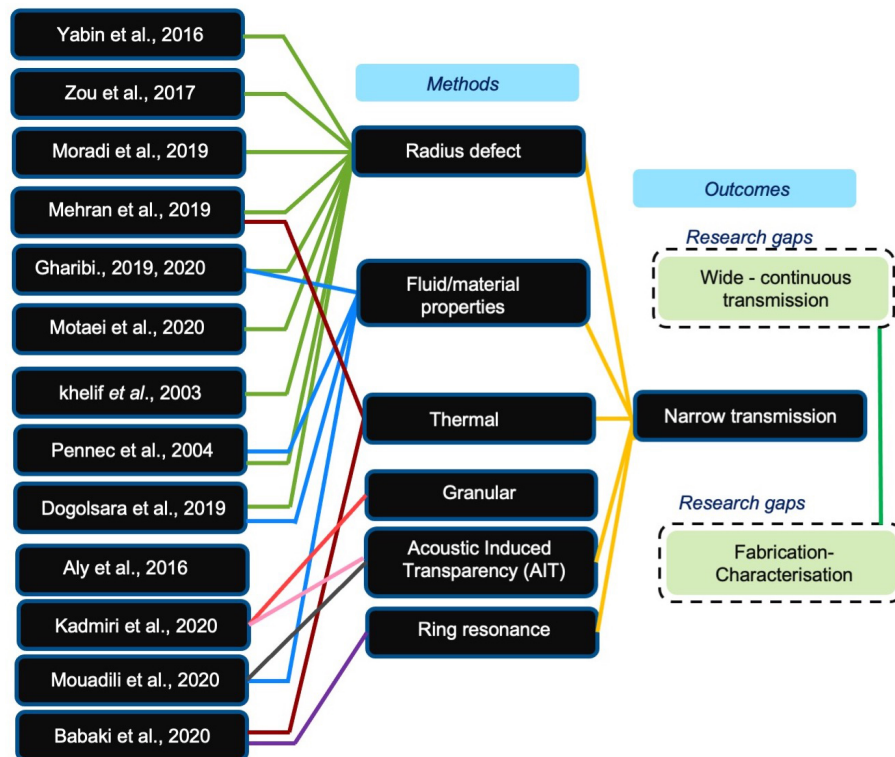 Yabin et al., 2016
Zou et al., 2017
Moradi et al., 2019
Mehran et al., 2019
Gharibi., 2019, 2020
Motaei et al., 2020
khelif et al., 2003
Pennec et al., 2004
Dogolsara et al., 2019
Aly et al., 2016
Kadmiri et al., 2020
Mouadili et al., 2020
Babaki et al., 2020
Methods
Radius defect
Fluid/material
properties
Thermal
Granular
Acoustic Induced
Transparency (AIT)
Ring resonance
Outcomes
Research gaps
Wide - continuous
transmission
Narrow transmission
Research gaps
Fabrication-
Characterisation